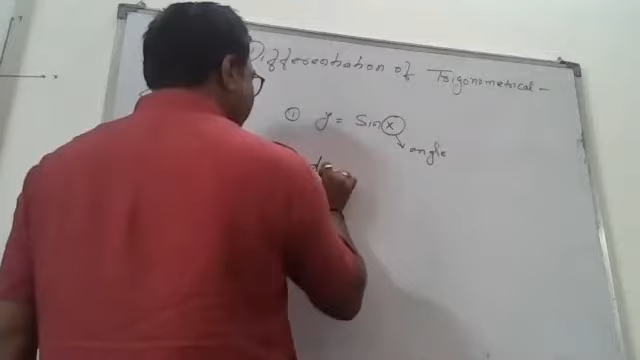 Differentiation of Trigonometrical -
① y = Sin x
angle
d